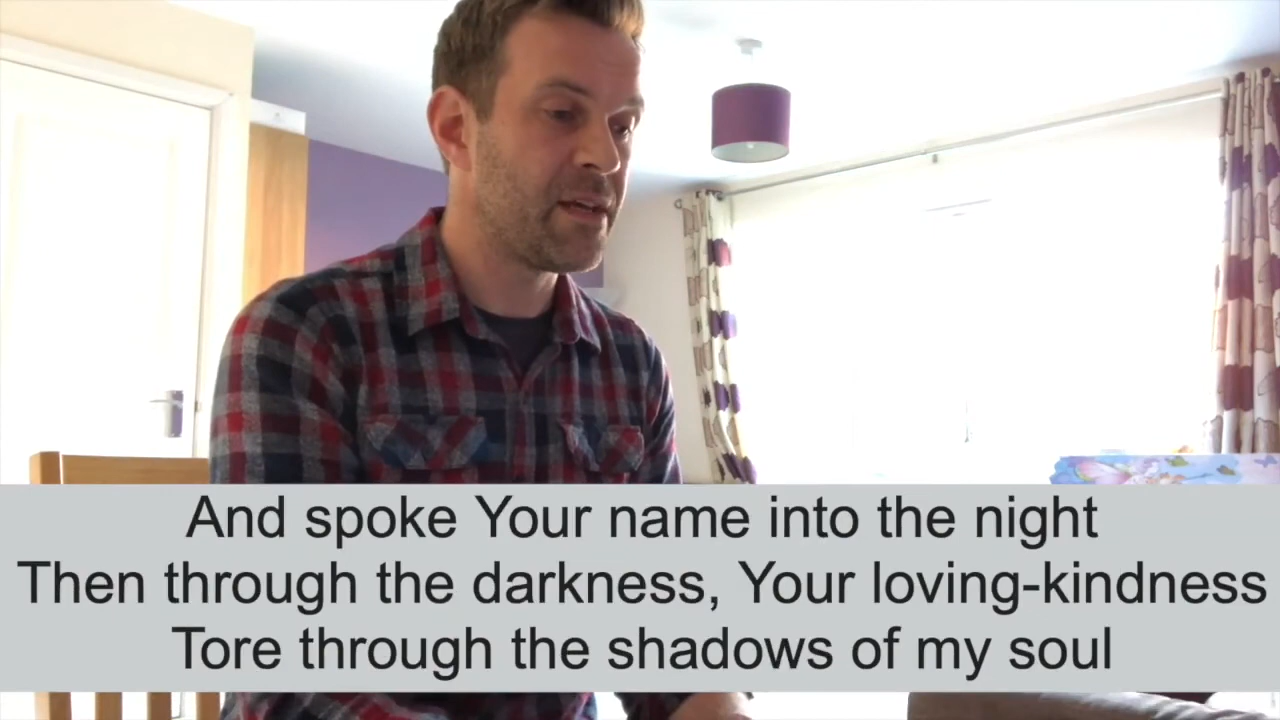 And spoke Your name into the night
Then through the darkness, Your loving-kindness
Tore through the shadows of my soul